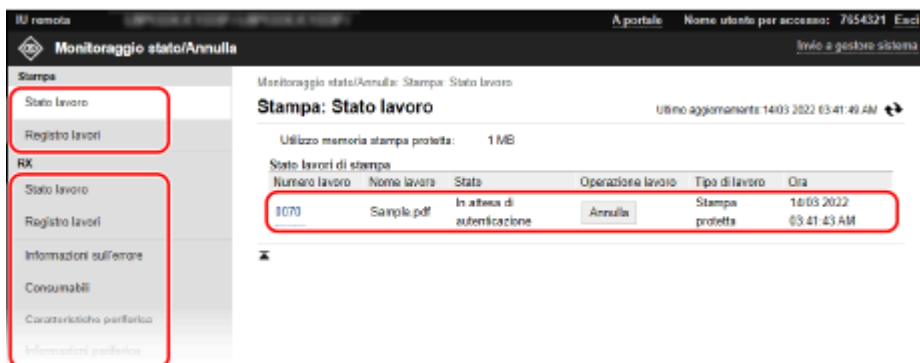 IU remota
A portale Nome utente per accesso: 7654321 Esci
Monitoraggio stato/Annulla
Invio a gestore sistema
Stampa
Stato lavoro
Registro lavori
RX
Stato lavoro
Registro lavori
Informazioni sull'errore
Consumabili
Caratteristiche periferica
Informazioni periferica
Monitoraggio stato/Annulla: Stampa: Stato lavoro
Stampa: Stato lavoro
Ultimo aggiornamento: 14/03 2022 03:41:49 AM
Utilizzo memoria stampa protetta: 1 MB
Stato lavori di stampa
Numero lavoro Nome lavoro Stato Operazione lavoro Tipo di lavoro Ora
0070 Sample.pdf In attesa di autenticazione Annulla Stampa protetta 14/03 2022 03:41:43 AM